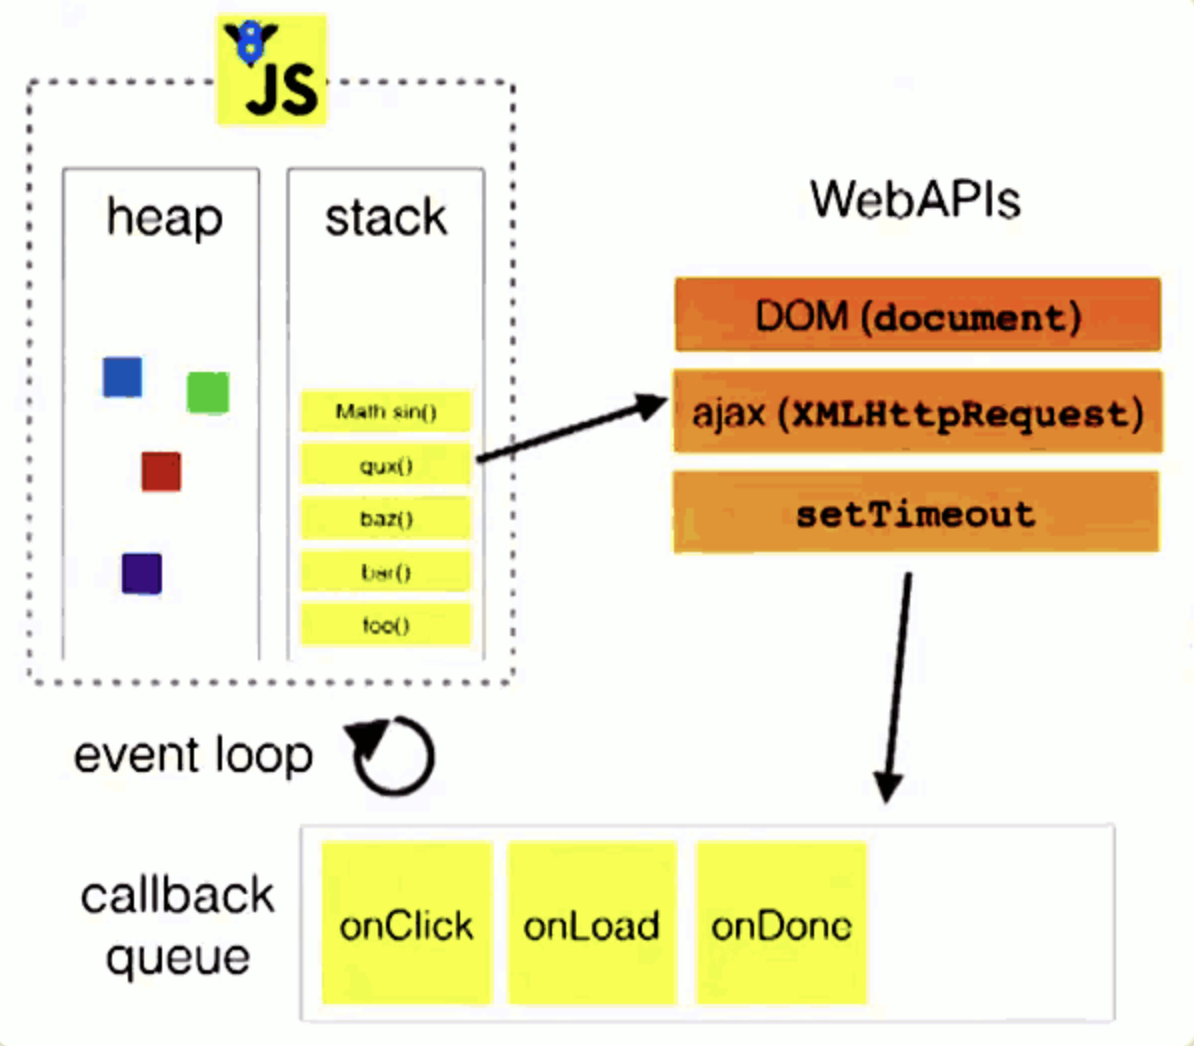 8
JS
heap
stack
Math sin()
qux()
baz()
bar()
foo()
WebAPIs
DOM (document)
ajax (XMLHttpRequest)
setTimeout
event loop
callback
queue
onClick
onLoad
onDone